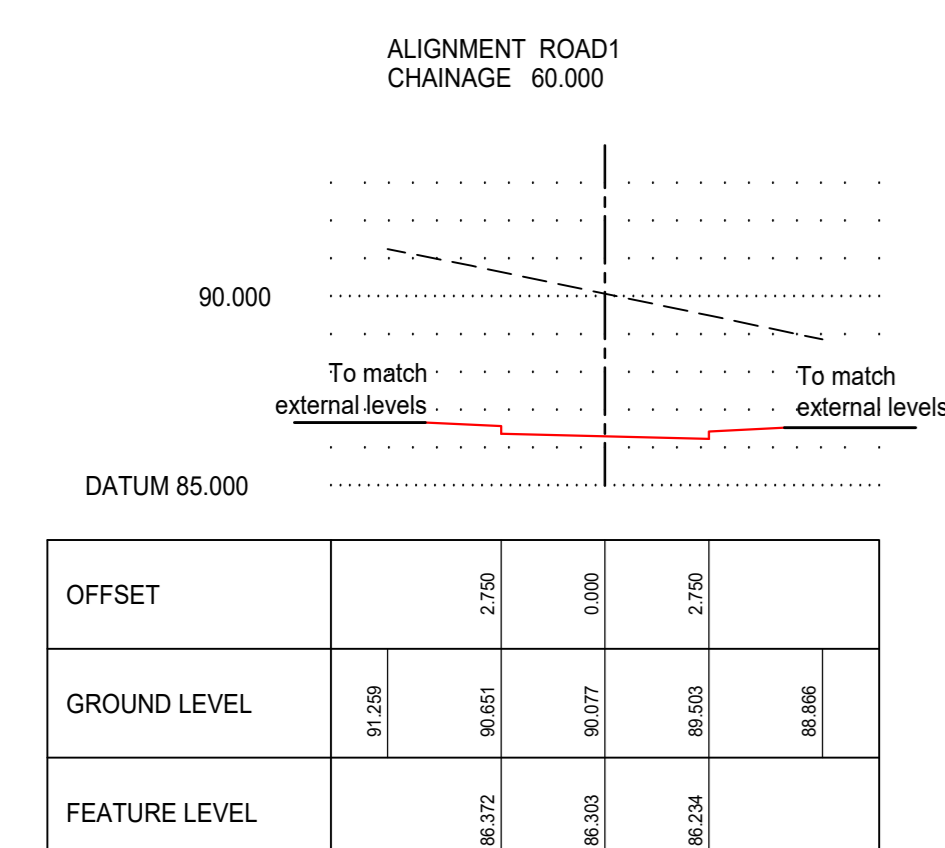 ALIGNMENT ROAD1
CHAINAGE 60.000
90.000
To match
external levels
To match
external levels
DATUM 85.000
OFFSET 2.750 0.000 2.750
GROUND LEVEL 91.259 90.651 90.077 89.503 88.866
FEATURE LEVEL 86.372 86.303 86.234